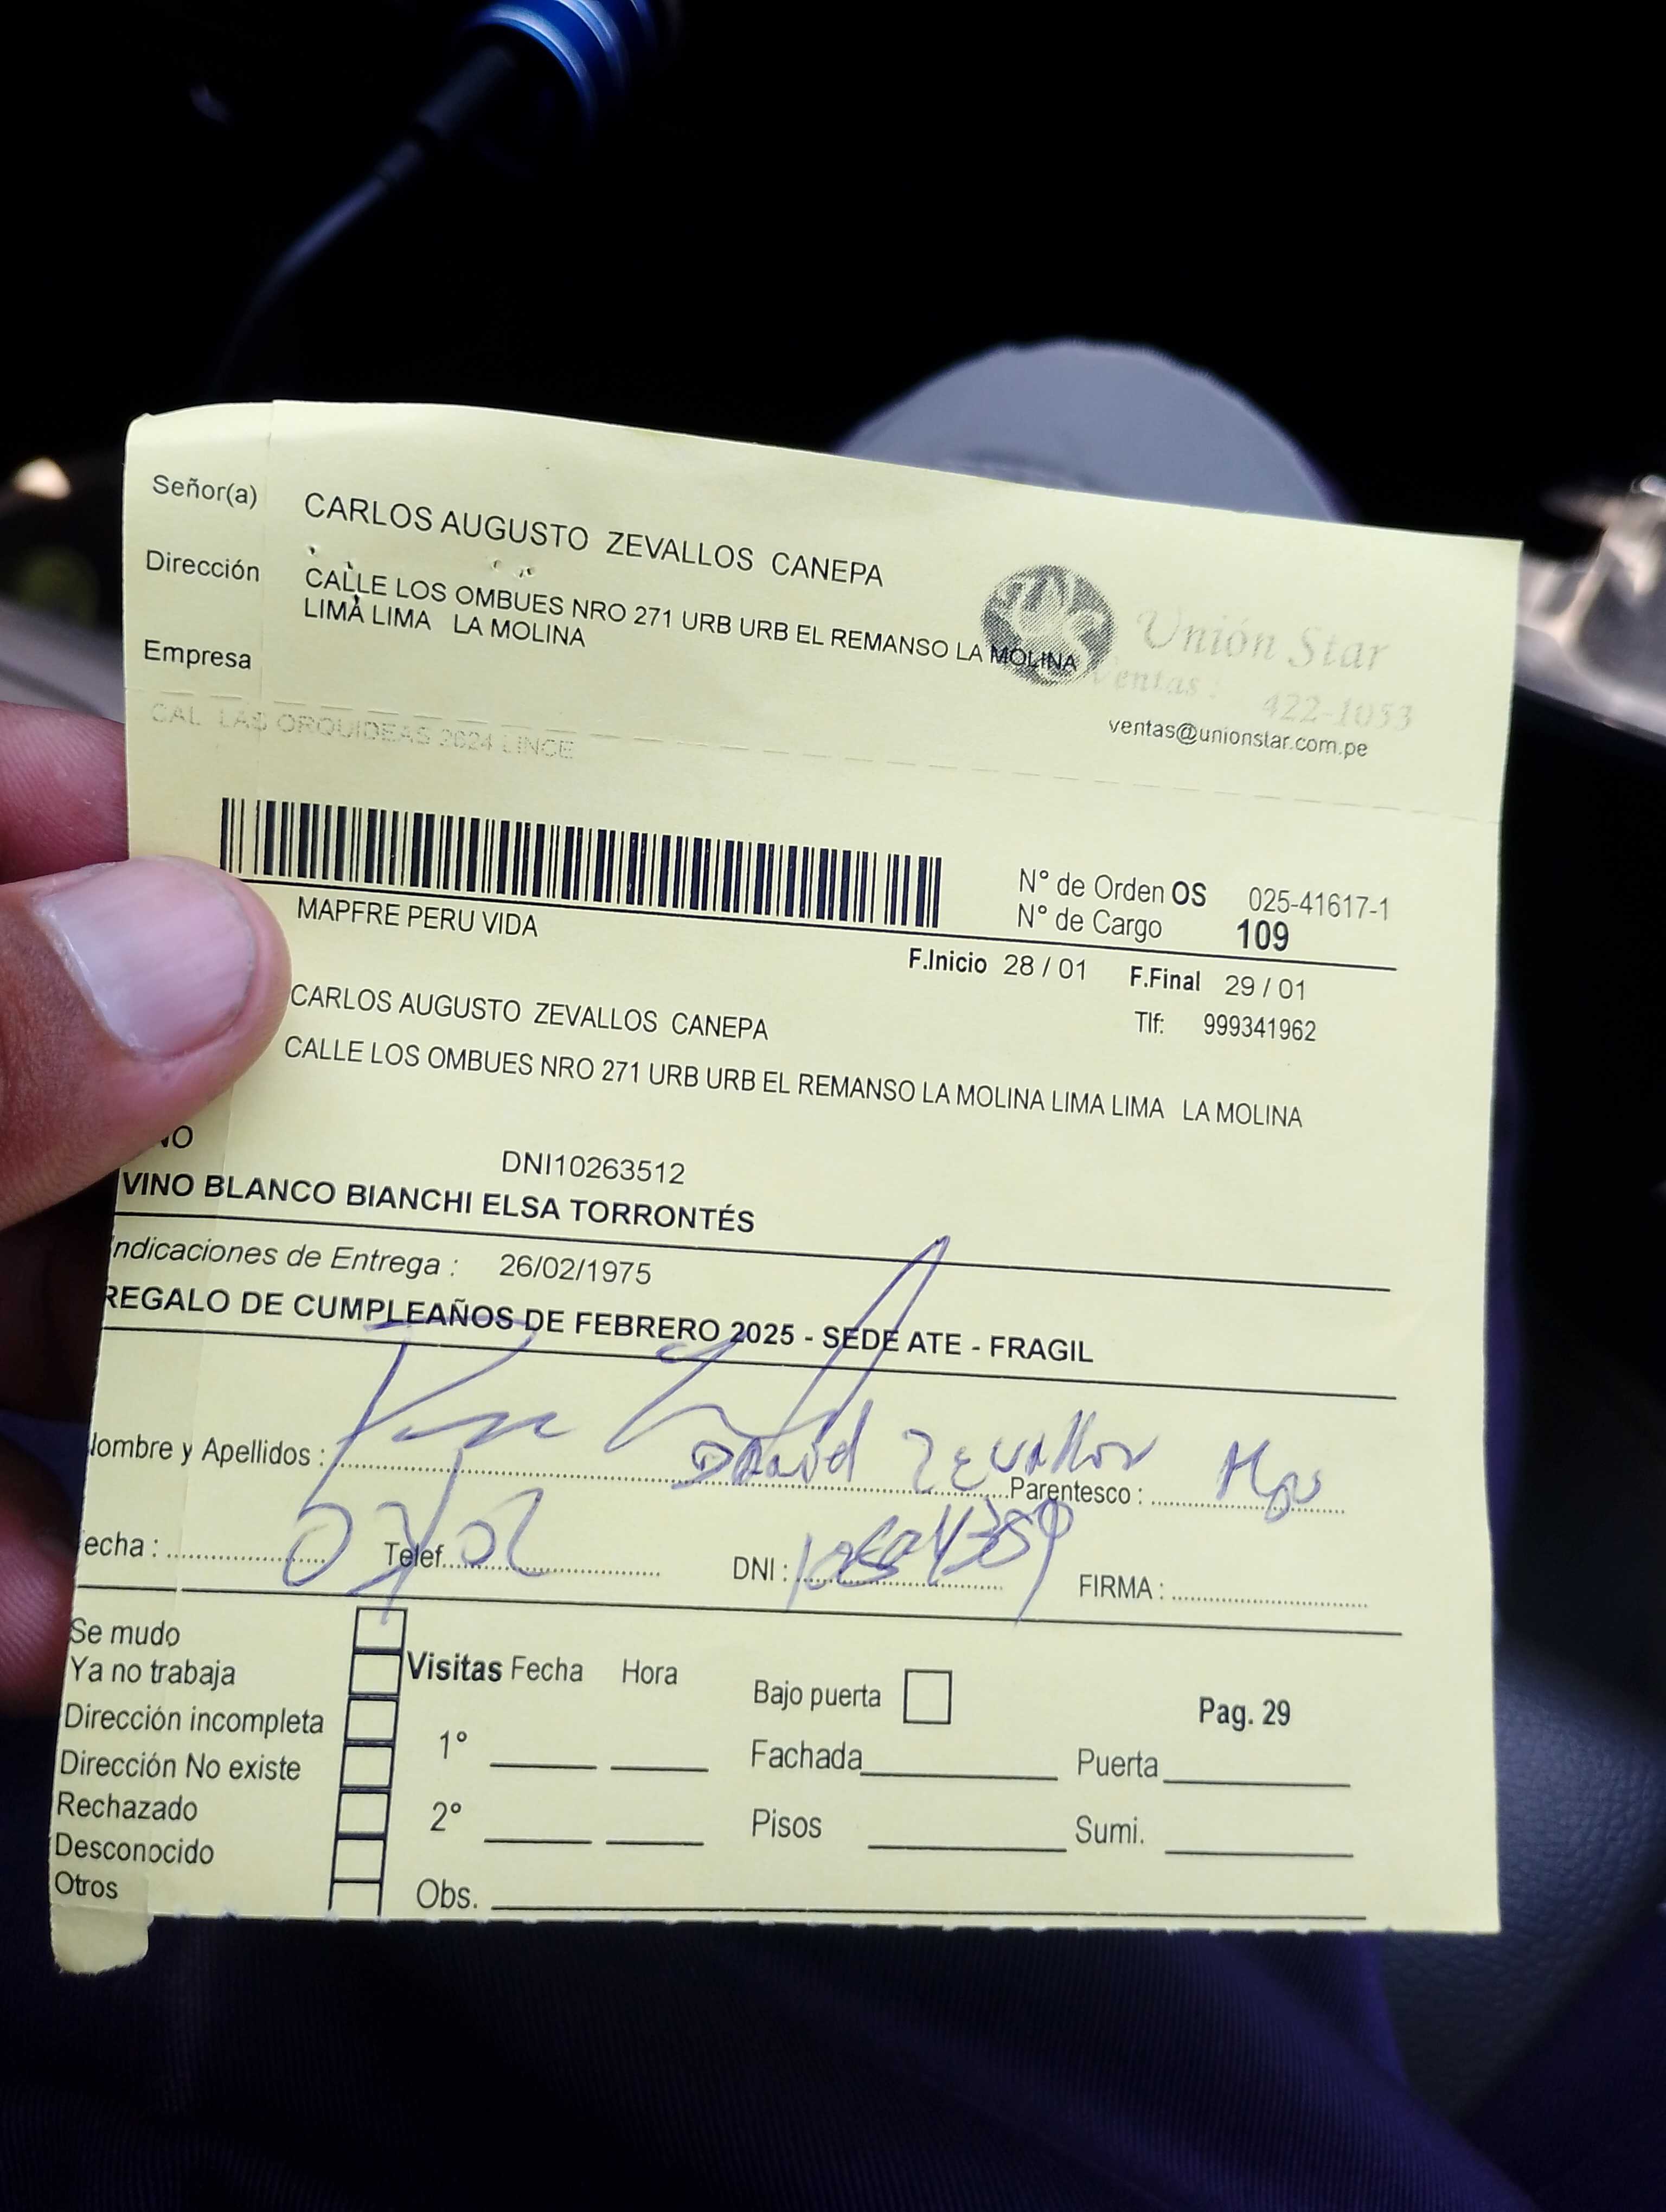 Señor(a) CARLOS AUGUSTO ZEVALLOS CANEPA
Dirección CALLE LOS OMBUES NRO 271 URB URB EL REMANSO LA MOLINA
LIMA LIMA LA MOLINA
Empresa
Unión Star
Ventas : 422-1053
ventas@unionstar.com.pe
CAL LAS ORQUIDEAS 2624 LINCE
N° de Orden OS 025-41617-1
N° de Cargo 109
MAPFRE PERU VIDA
F.Inicio 28 / 01 F.Final 29 / 01
CARLOS AUGUSTO ZEVALLOS CANEPA
Tlf: 999341962
CALLE LOS OMBUES NRO 271 URB URB EL REMANSO LA MOLINA LIMA LIMA LA MOLINA
NO
DNI10263512
VINO BLANCO BIANCHI ELSA TORRONTÉS
Indicaciones de Entrega : 26/02/1975
REGALO DE CUMPLEAÑOS DE FEBRERO 2025 - SEDE ATE - FRAGIL
Nombre y Apellidos : David Zevallos Parentesco :
echa : 07 Telef. 02 DNI : FIRMA :
Se mudo
Ya no trabaja
Dirección incompleta
Dirección No existe
Rechazado
Desconocido
Otros
Visitas Fecha Hora
1°
2°
Obs.
Bajo puerta
Pag. 29
Fachada Puerta
Pisos Sumi.